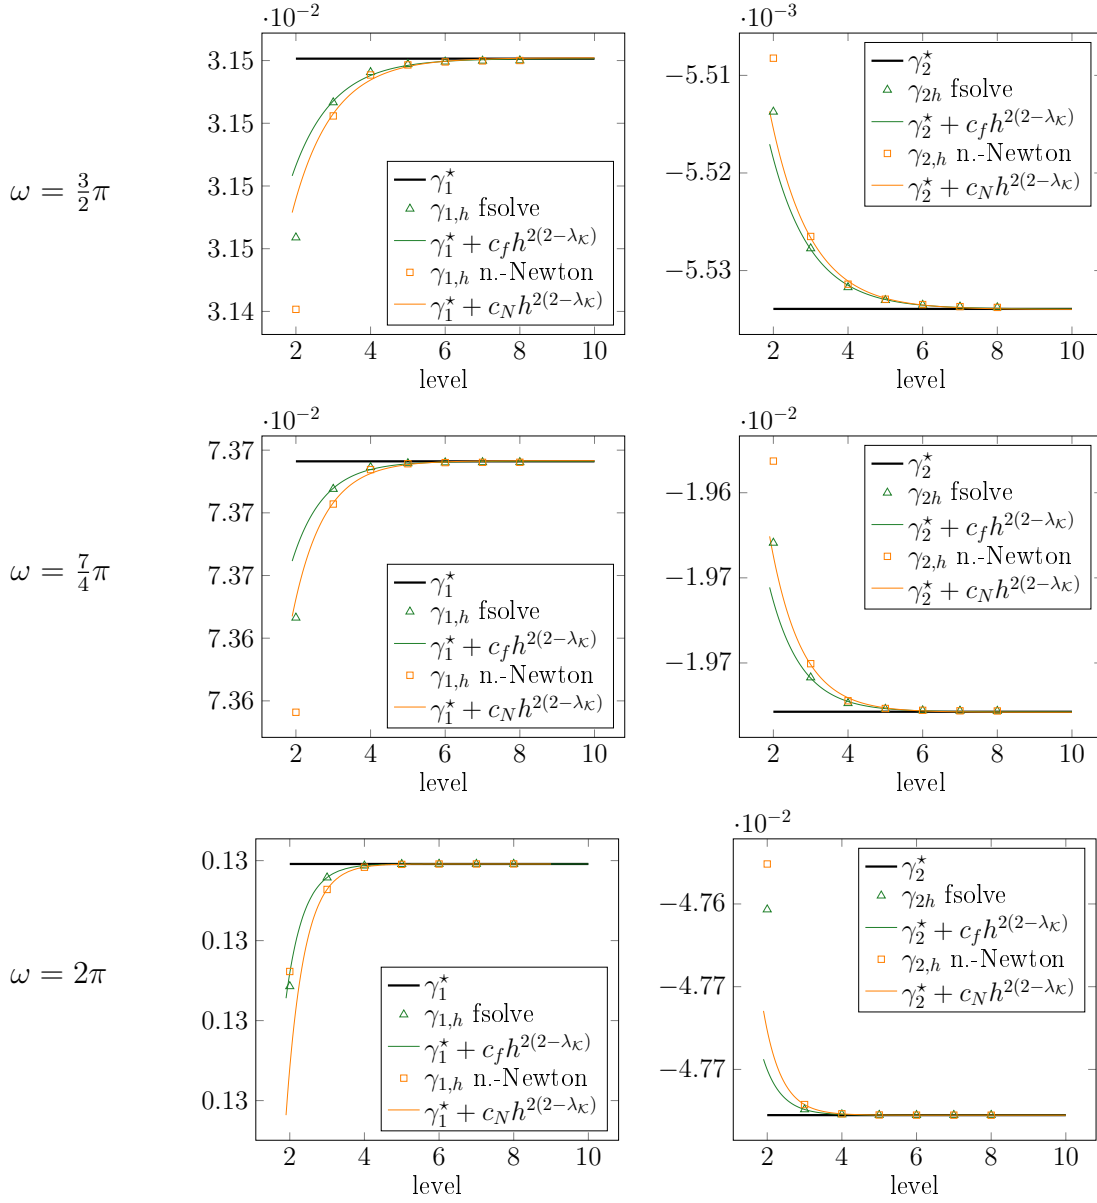 ·10⁻²
3.15
3.15
3.15
3.15
3.14
2 4 6 8 10
level
γ₁*
γ₁,ₕ fsolve
γ₁* + c_f h^{2(2−λ_𝒦)}
γ₁,ₕ n.-Newton
γ₁* + c_N h^{2(2−λ_𝒦)}
·10⁻³
−5.51
−5.52
−5.53
2 4 6 8 10
level
γ₂*
γ₂ₕ fsolve
γ₂* + c_f h^{2(2−λ_𝒦)}
γ₂,ₕ n.-Newton
γ₂* + c_N h^{2(2−λ_𝒦)}
ω = 3/2 π
·10⁻²
7.37
7.37
7.37
7.36
7.36
2 4 6 8 10
level
γ₁*
γ₁,ₕ fsolve
γ₁* + c_f h^{2(2−λ_𝒦)}
γ₁,ₕ n.-Newton
γ₁* + c_N h^{2(2−λ_𝒦)}
·10⁻²
−1.96
−1.97
−1.97
2 4 6 8 10
level
γ₂*
γ₂ₕ fsolve
γ₂* + c_f h^{2(2−λ_𝒦)}
γ₂,ₕ n.-Newton
γ₂* + c_N h^{2(2−λ_𝒦)}
ω = 7/4 π
0.13
0.13
0.13
0.13
2 4 6 8 10
level
γ₁*
γ₁,ₕ fsolve
γ₁* + c_f h^{2(2−λ_𝒦)}
γ₁,ₕ n.-Newton
γ₁* + c_N h^{2(2−λ_𝒦)}
·10⁻²
−4.76
−4.77
−4.77
2 4 6 8 10
level
γ₂*
γ₂ₕ fsolve
γ₂* + c_f h^{2(2−λ_𝒦)}
γ₂,ₕ n.-Newton
γ₂* + c_N h^{2(2−λ_𝒦)}
ω = 2π